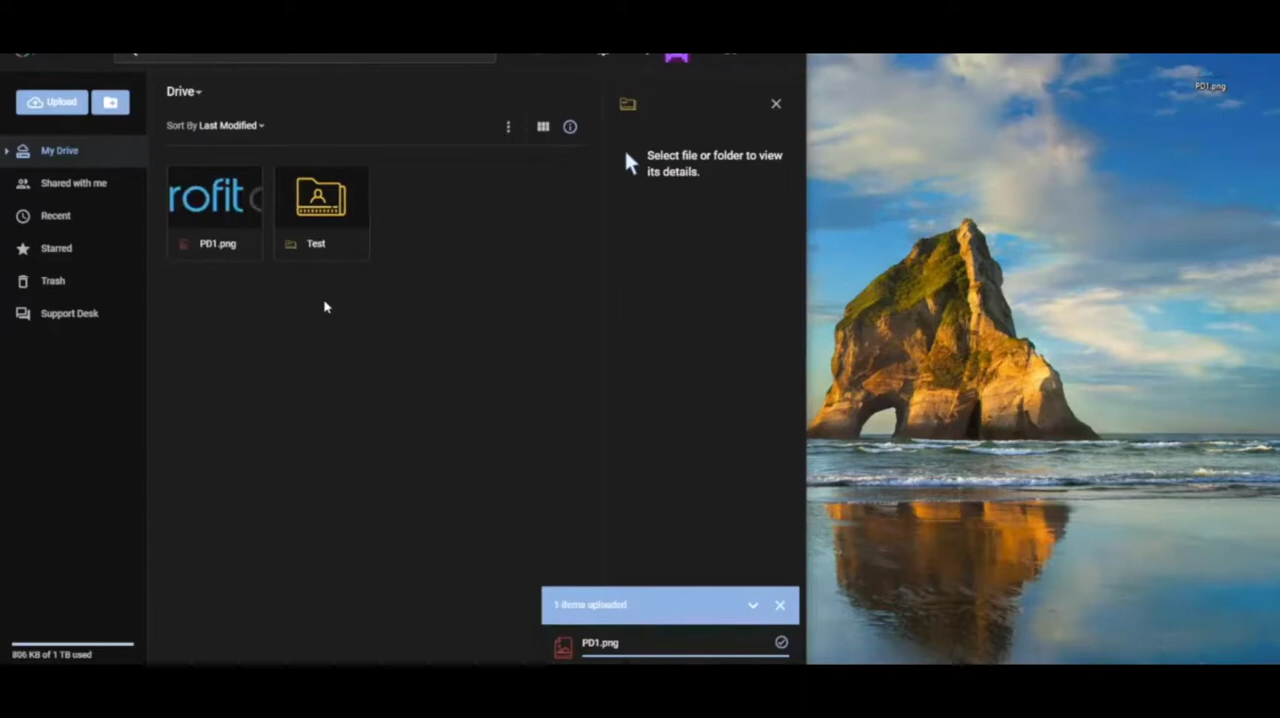 Upload
My Drive
Shared with me
Recent
Starred
Trash
Support Desk
806 KB of 1 TB used
Drive
Sort By Last Modified
rofit
PD1.png
Test
Select file or folder to view
its details.
1 items uploaded
PD1.png
PD1.png